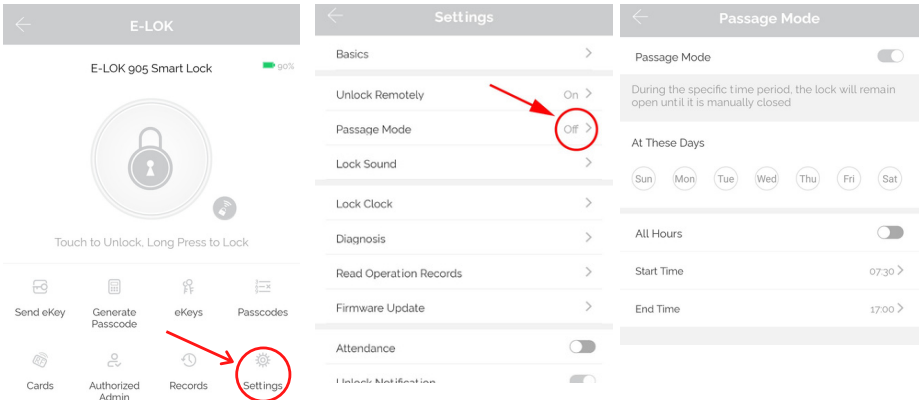 E-LOK
E-LOK 905 Smart Lock
90%
Touch to Unlock, Long Press to Lock
Send eKey
Generate
Passcode
eKeys
Passcodes
Cards
Authorized
Admin
Records
Settings
Settings
Basics
Unlock Remotely On
Passage Mode Off
Lock Sound
Lock Clock
Diagnosis
Read Operation Records
Firmware Update
Attendance
Unlock Notification
Passage Mode
Passage Mode
During the specific time period, the lock will remain
open until it is manually closed
At These Days
Sun Mon Tue Wed Thu Fri Sat
All Hours
Start Time 07:30
End Time 17:00